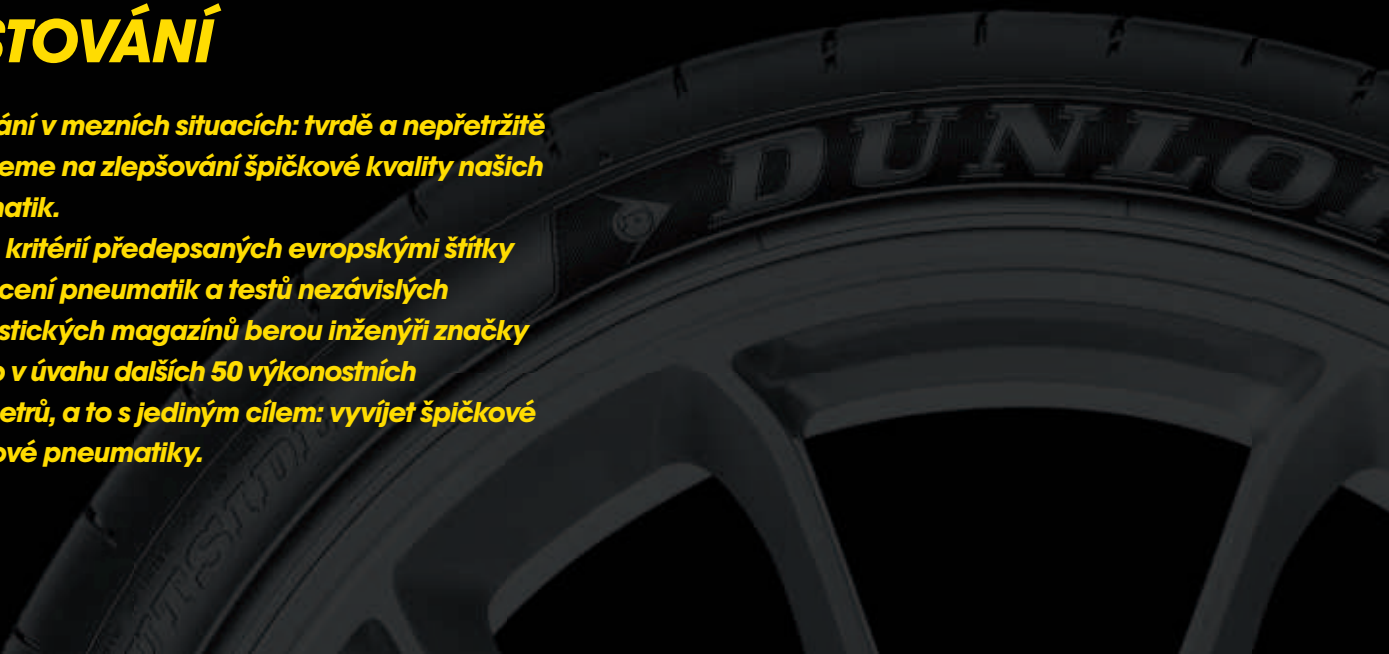 STOVÁNÍ
ání v mezních situacích: tvrdě a nepřetržitě
eme na zlepšování špičkové kvality našich
matik.
kritérií předepsaných evropskými štítky
cení pneumatik a testů nezávislých
stických magazínů berou inženýři značky
v úvahu dalších 50 výkonostních
etrů, a to s jediným cílem: vyvíjet špičkové
ové pneumatiky.
DUNLO
OUTSIDE